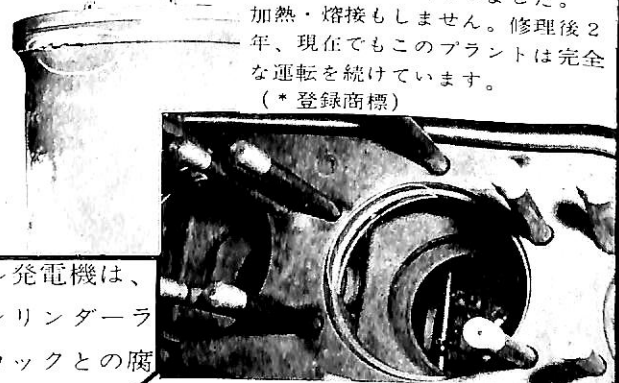 した。
加熱・熔接もしません。修理後2
年、現在でもこのプラントは完全
な運転を続けています。
(*登録商標)
発電機は、
リンダーラ
ックとの腐